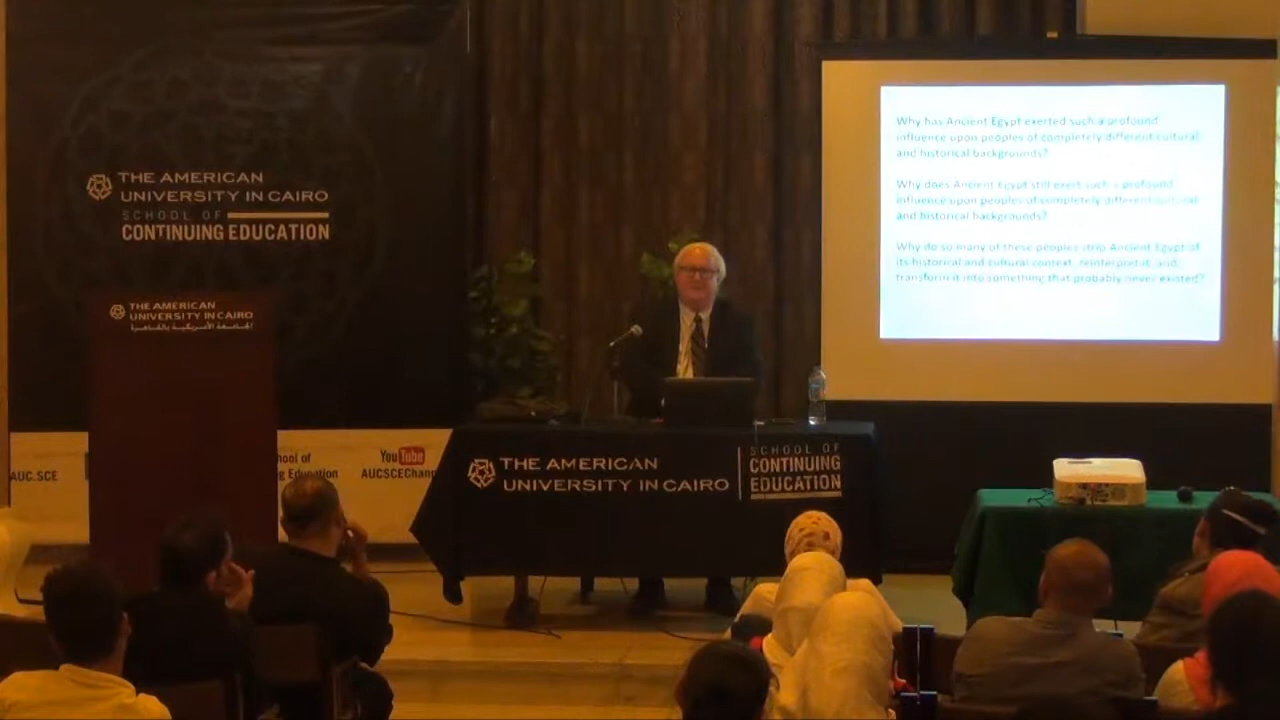 THE AMERICAN
UNIVERSITY IN CAIRO
SCHOOL OF
CONTINUING EDUCATION
THE AMERICAN
UNIVERSITY IN CAIRO
الجامعة الأمريكية بالقاهرة
AUC.SCE
hool of
g Education
YouTube
AUCSCEChann
THE AMERICAN
UNIVERSITY IN CAIRO
SCHOOL OF
CONTINUING
EDUCATION
Why has Ancient Egypt exerted such a profound
influence upon peoples of completely different cultural
and historical backgrounds?
Why does Ancient Egypt still exert such a profound
influence upon peoples of completely different cultural
and historical backgrounds?
Why do so many of these peoples strip Ancient Egypt of
its historical and cultural context, reinterpret it, and
transform it into something that probably never existed?